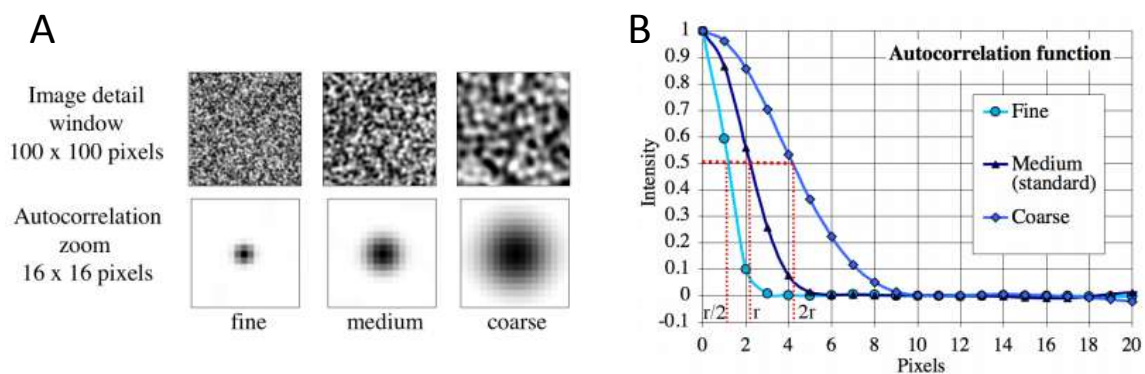 A
Image detail
window
100 x 100 pixels
Autocorrelation
zoom
16 x 16 pixels
fine medium coarse
B
Autocorrelation function
Fine
Medium
(standard)
Coarse
Intensity
1
0.9
0.8
0.7
0.6
0.5
0.4
0.3
0.2
0.1
0
-0.1
r/2 r 2r
0 2 4 6 8 10 12 14 16 18 20
Pixels